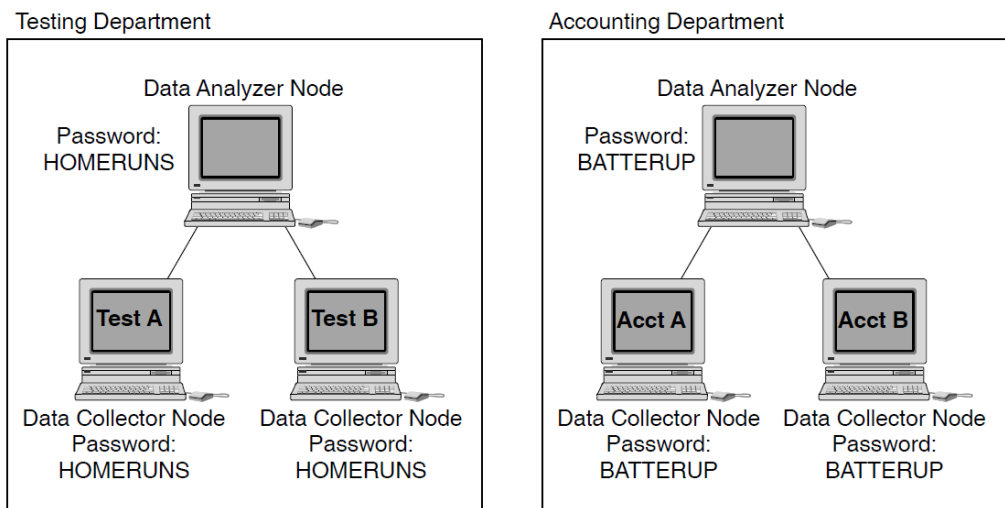 Testing Department
Data Analyzer Node
Password:
HOMERUNS
Test A
Test B
Data Collector Node
Password:
HOMERUNS
Data Collector Node
Password:
HOMERUNS
Accounting Department
Data Analyzer Node
Password:
BATTERUP
Acct A
Acct B
Data Collector Node
Password:
BATTERUP
Data Collector Node
Password:
BATTERUP